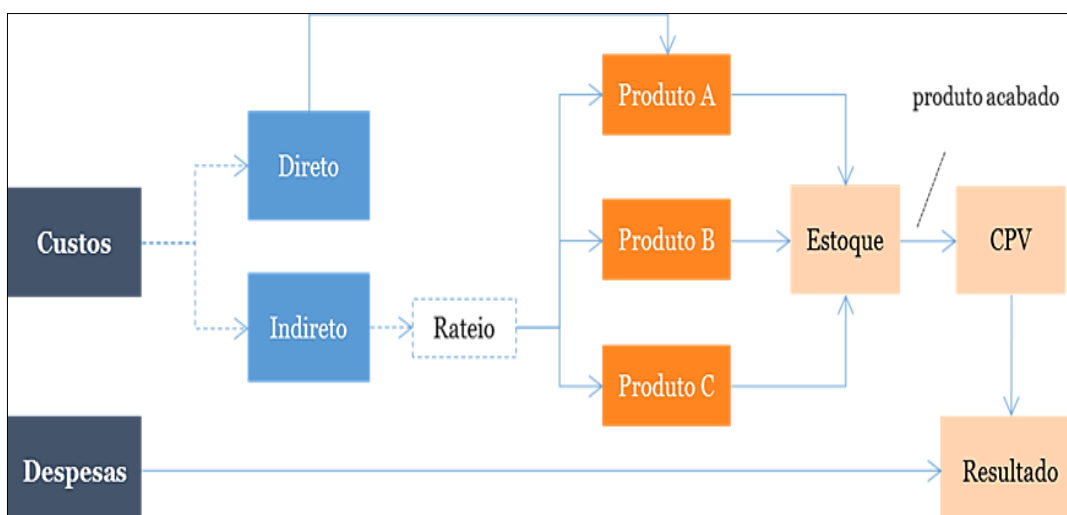 Produto A
produto acabado
Direto
Custos
Produto B
Estoque
CPV
Indireto
Rateio
Produto C
Despesas
Resultado